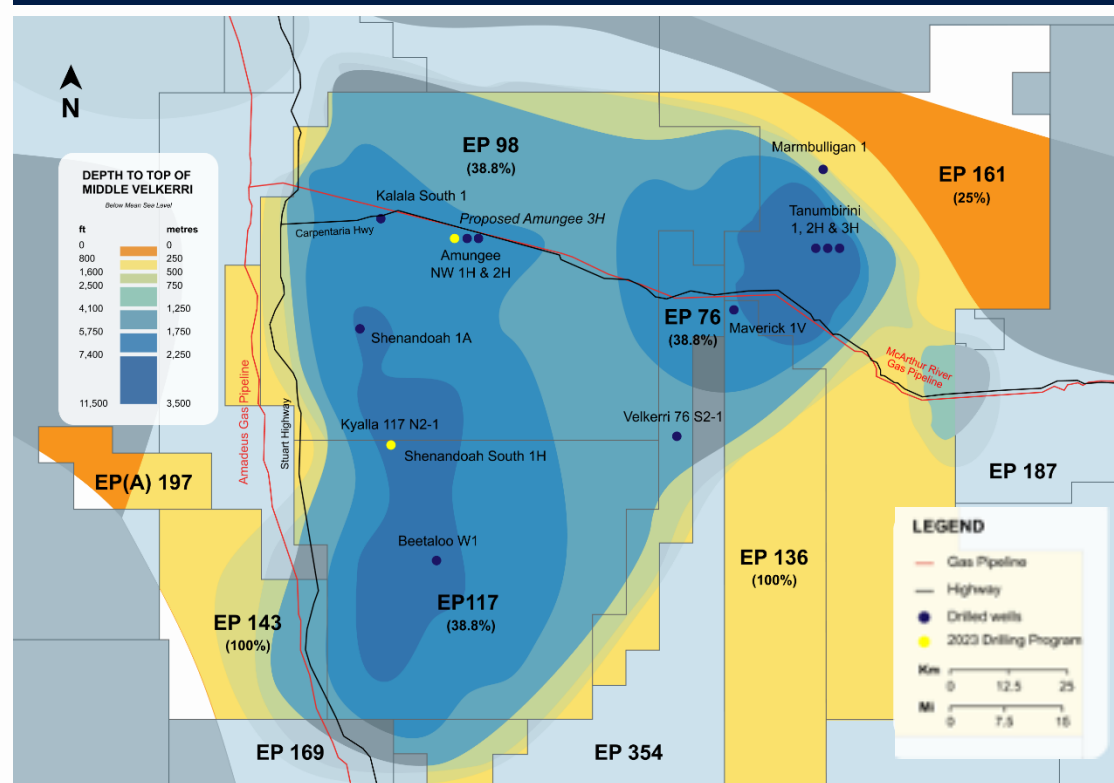 N
DEPTH TO TOP OF
MIDDLE VELKERRI
Below Mean Sea Level
ft metres
0 0
800 250
1,600 500
2,500 750
4,100 1,250
5,750 1,750
7,400 2,250
11,500 3,500
EP 98
(38.8%)
Kalala South 1
Carpentaria Hwy
Proposed Amungee 3H
Amungee
NW 1H & 2H
Marmbulligan 1
EP 161
(25%)
Tanumbirini
1, 2H & 3H
EP 76
(38.8%)
Maverick 1V
McArthur River
Gas Pipeline
Shenandoah 1A
Amadeus Gas Pipeline
Stuart Highway
Kyalla 117 N2-1
Shenandoah South 1H
Velkerri 76 S2-1
EP(A) 197
EP 187
Beetaloo W1
EP117
(38.8%)
EP 143
(100%)
EP 136
(100%)
EP 169
EP 354
LEGEND
Gas Pipeline
Highway
Drilled wells
2023 Drilling Program
Km
0 12.5 25
Mi
0 7.5 15